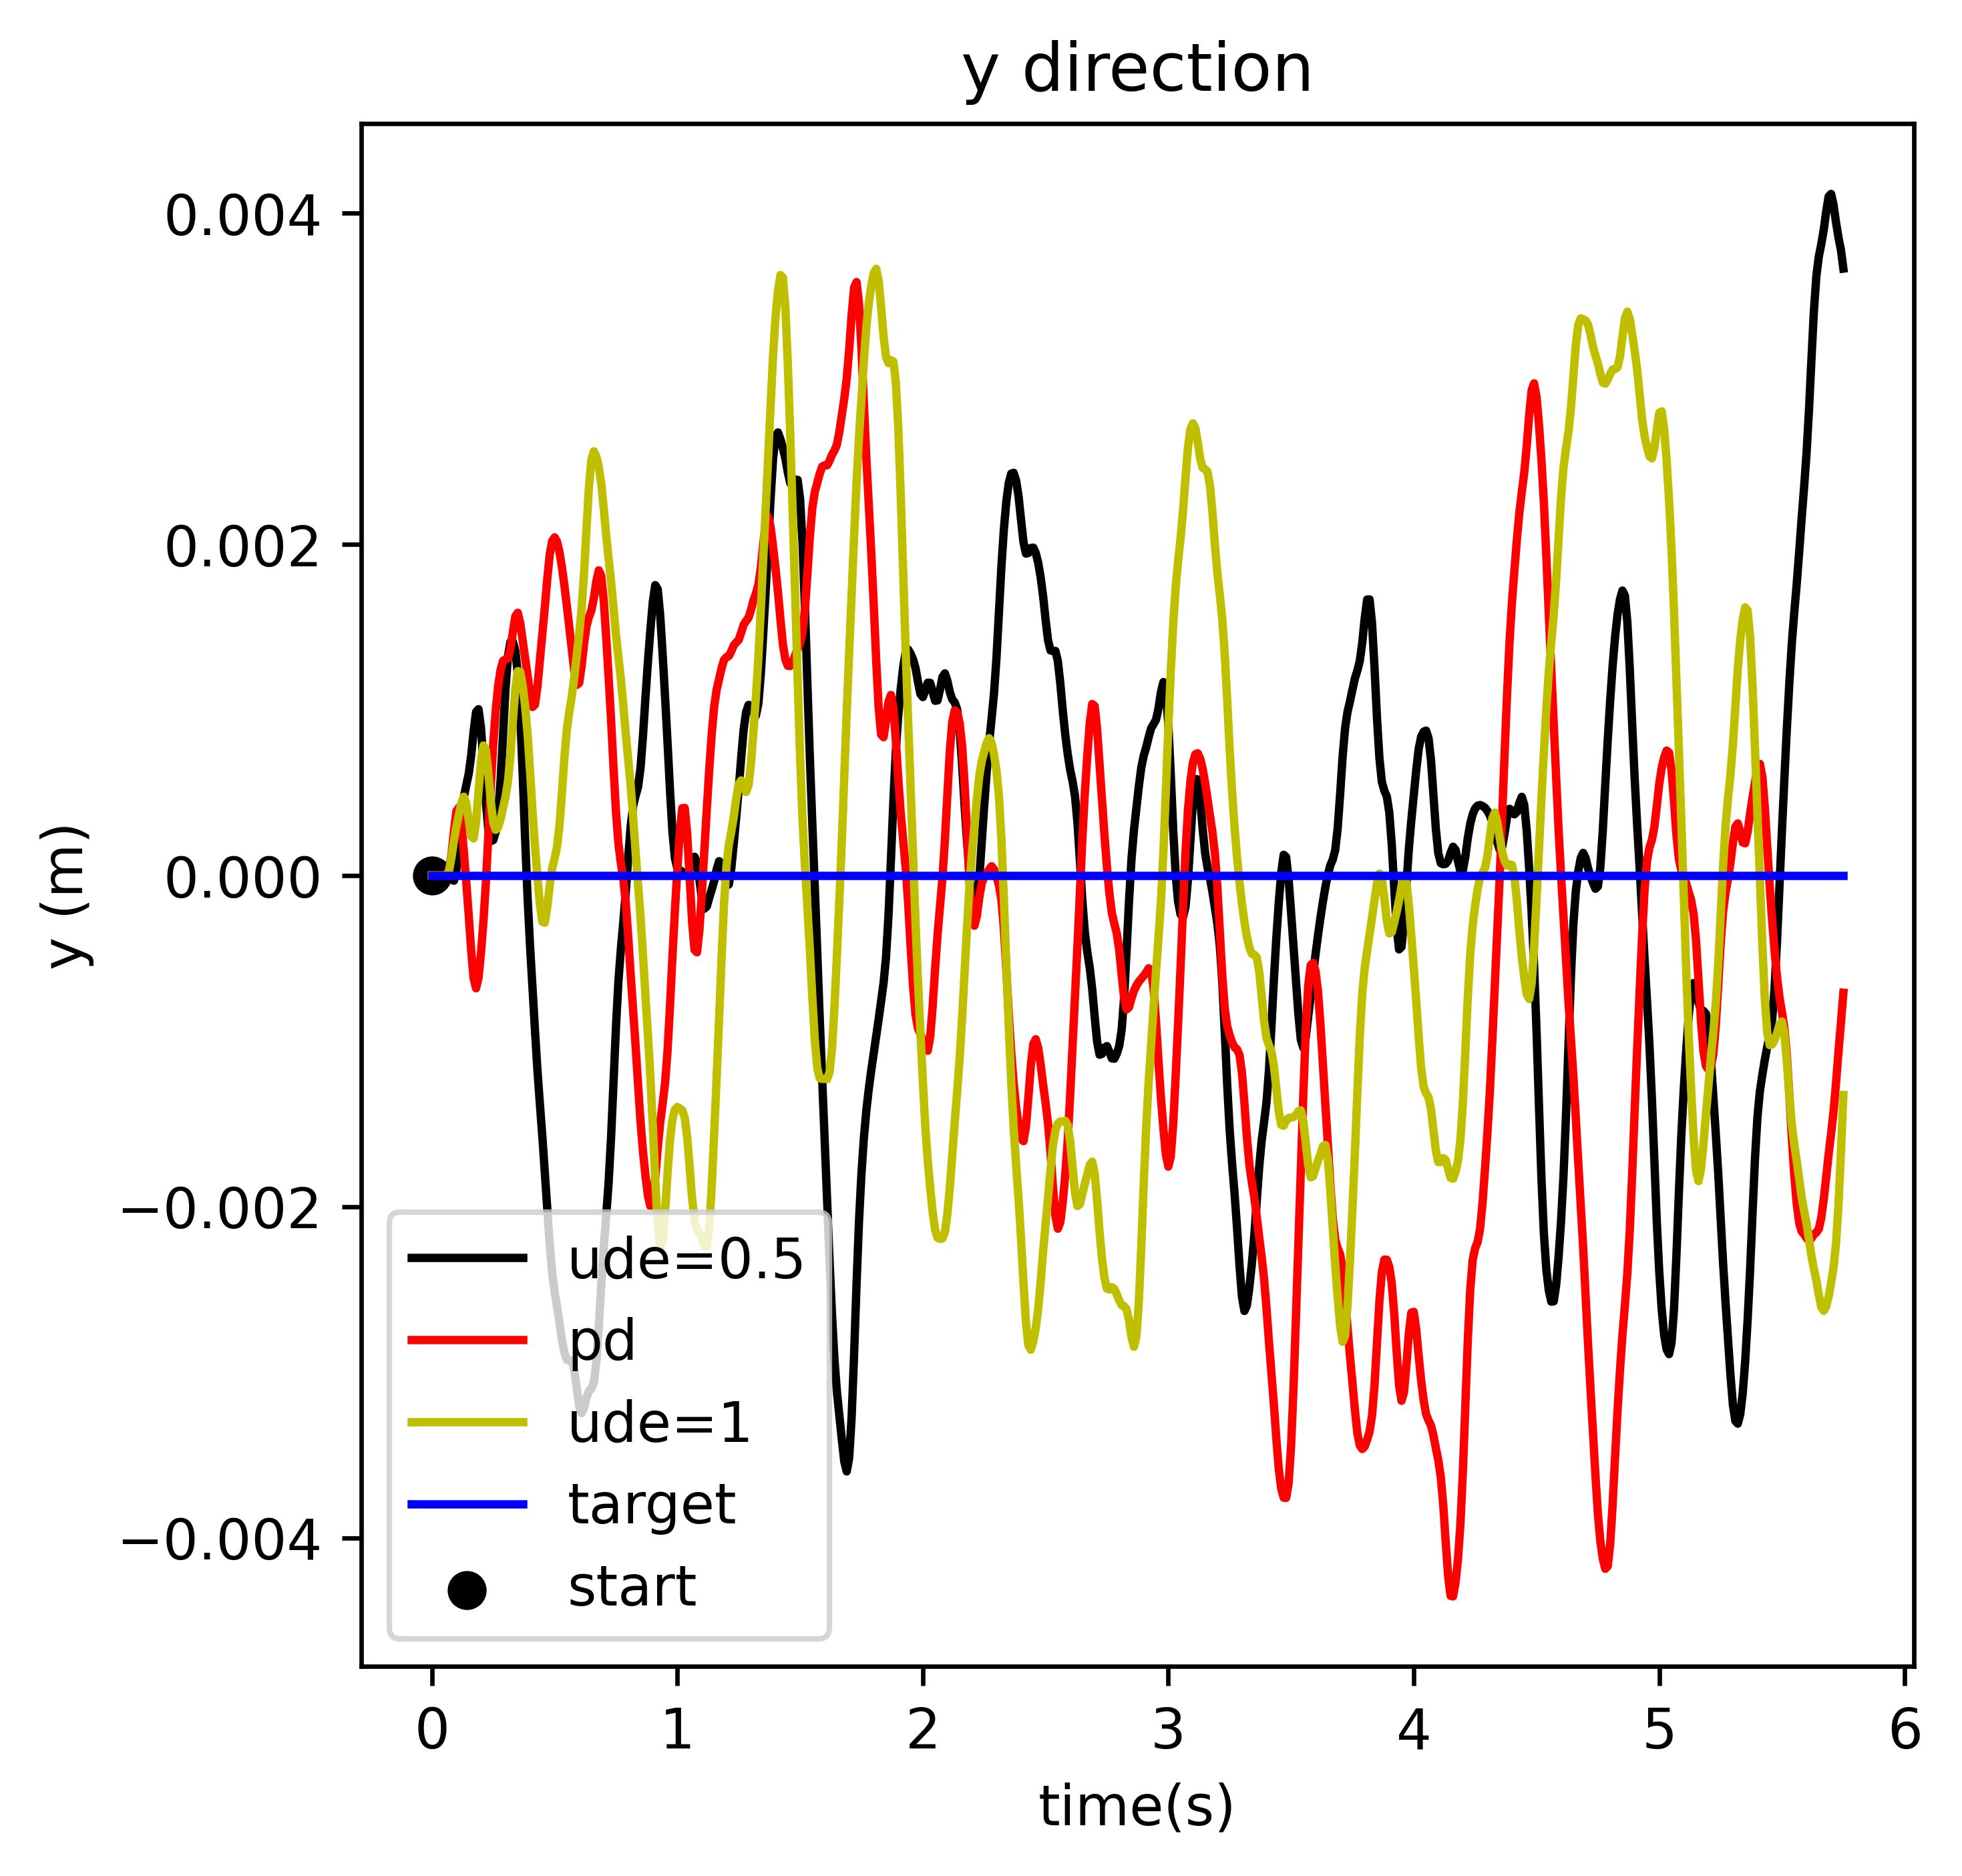 y direction
0.004
0.002
0.000
−0.002
−0.004
y (m)
ude=0.5
pd
ude=1
target
start
0 1 2 3 4 5 6
time(s)